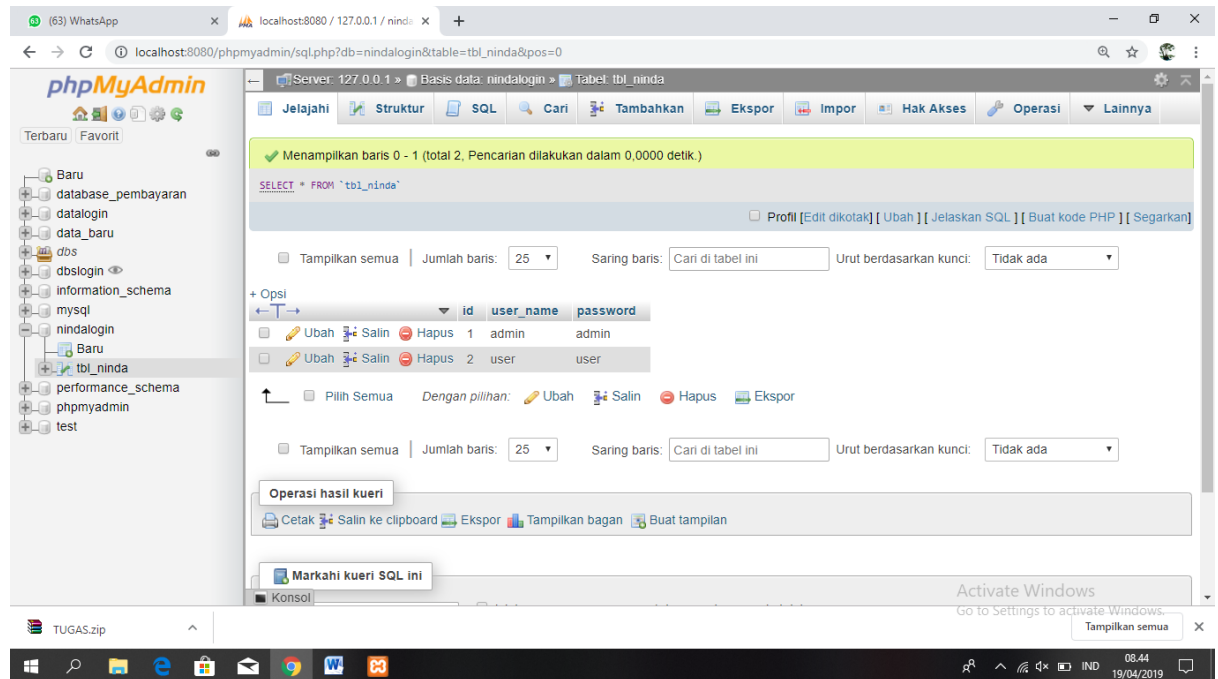 (63) WhatsApp
localhost:8080 / 127.0.0.1 / ninda
localhost:8080/phpmyadmin/sql.php?db=nindalogin&table=tbl_ninda&pos=0
phpMyAdmin
Terbaru Favorit
Baru
database_pembayaran
datalogin
data_baru
dbs
dbslogin
information_schema
mysql
nindalogin
Baru
tbl_ninda
performance_schema
phpmyadmin
test
Server: 127.0.0.1 » Basis data: nindalogin » Tabel: tbl_ninda
Jelajahi Struktur SQL Cari Tambahkan Ekspor Impor Hak Akses Operasi Lainnya
Menampilkan baris 0 - 1 (total 2, Pencarian dilakukan dalam 0,0000 detik.)
SELECT * FROM `tbl_ninda`
Profil [Edit dikotak] [ Ubah ] [ Jelaskan SQL ] [ Buat kode PHP ] [ Segarkan]
Tampilkan semua | Jumlah baris: 25 Saring baris: Cari di tabel ini Urut berdasarkan kunci: Tidak ada
+ Opsi
←T→ id user_name password
Ubah Salin Hapus 1 admin admin
Ubah Salin Hapus 2 user user
Pilih Semua Dengan pilihan: Ubah Salin Hapus Ekspor
Tampilkan semua | Jumlah baris: 25 Saring baris: Cari di tabel ini Urut berdasarkan kunci: Tidak ada
Operasi hasil kueri
Cetak Salin ke clipboard Ekspor Tampilkan bagan Buat tampilan
Markahi kueri SQL ini
Konsol
Activate Windows
Go to Settings to activate Windows.
TUGAS.zip
Tampilkan semua
IND
08.44
19/04/2019